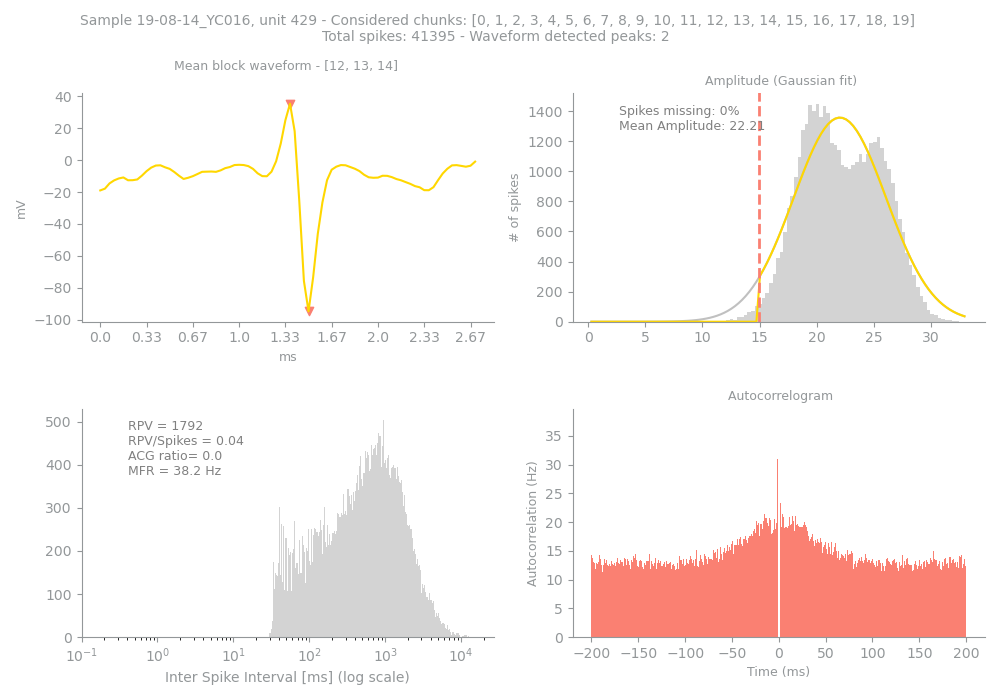 Sample 19-08-14_YC016, unit 429 - Considered chunks: [0, 1, 2, 3, 4, 5, 6, 7, 8, 9, 10, 11, 12, 13, 14, 15, 16, 17, 18, 19]
Total spikes: 41395 - Waveform detected peaks: 2
Mean block waveform - [12, 13, 14]
40
20
0
−20
−40
−60
−80
−100
mV
0.0 0.33 0.67 1.0 1.33 1.67 2.0 2.33 2.67
ms
Amplitude (Gaussian fit)
Spikes missing: 0%
Mean Amplitude: 22.21
1400
1200
1000
800
600
400
200
0
# of spikes
0 5 10 15 20 25 30
RPV = 1792
RPV/Spikes = 0.04
ACG ratio= 0.0
MFR = 38.2 Hz
500
400
300
200
100
0
10⁻¹ 10⁰ 10¹ 10² 10³ 10⁴
Inter Spike Interval [ms] (log scale)
Autocorrelogram
35
30
25
20
15
10
5
0
Autocorrelation (Hz)
−200 −150 −100 −50 0 50 100 150 200
Time (ms)